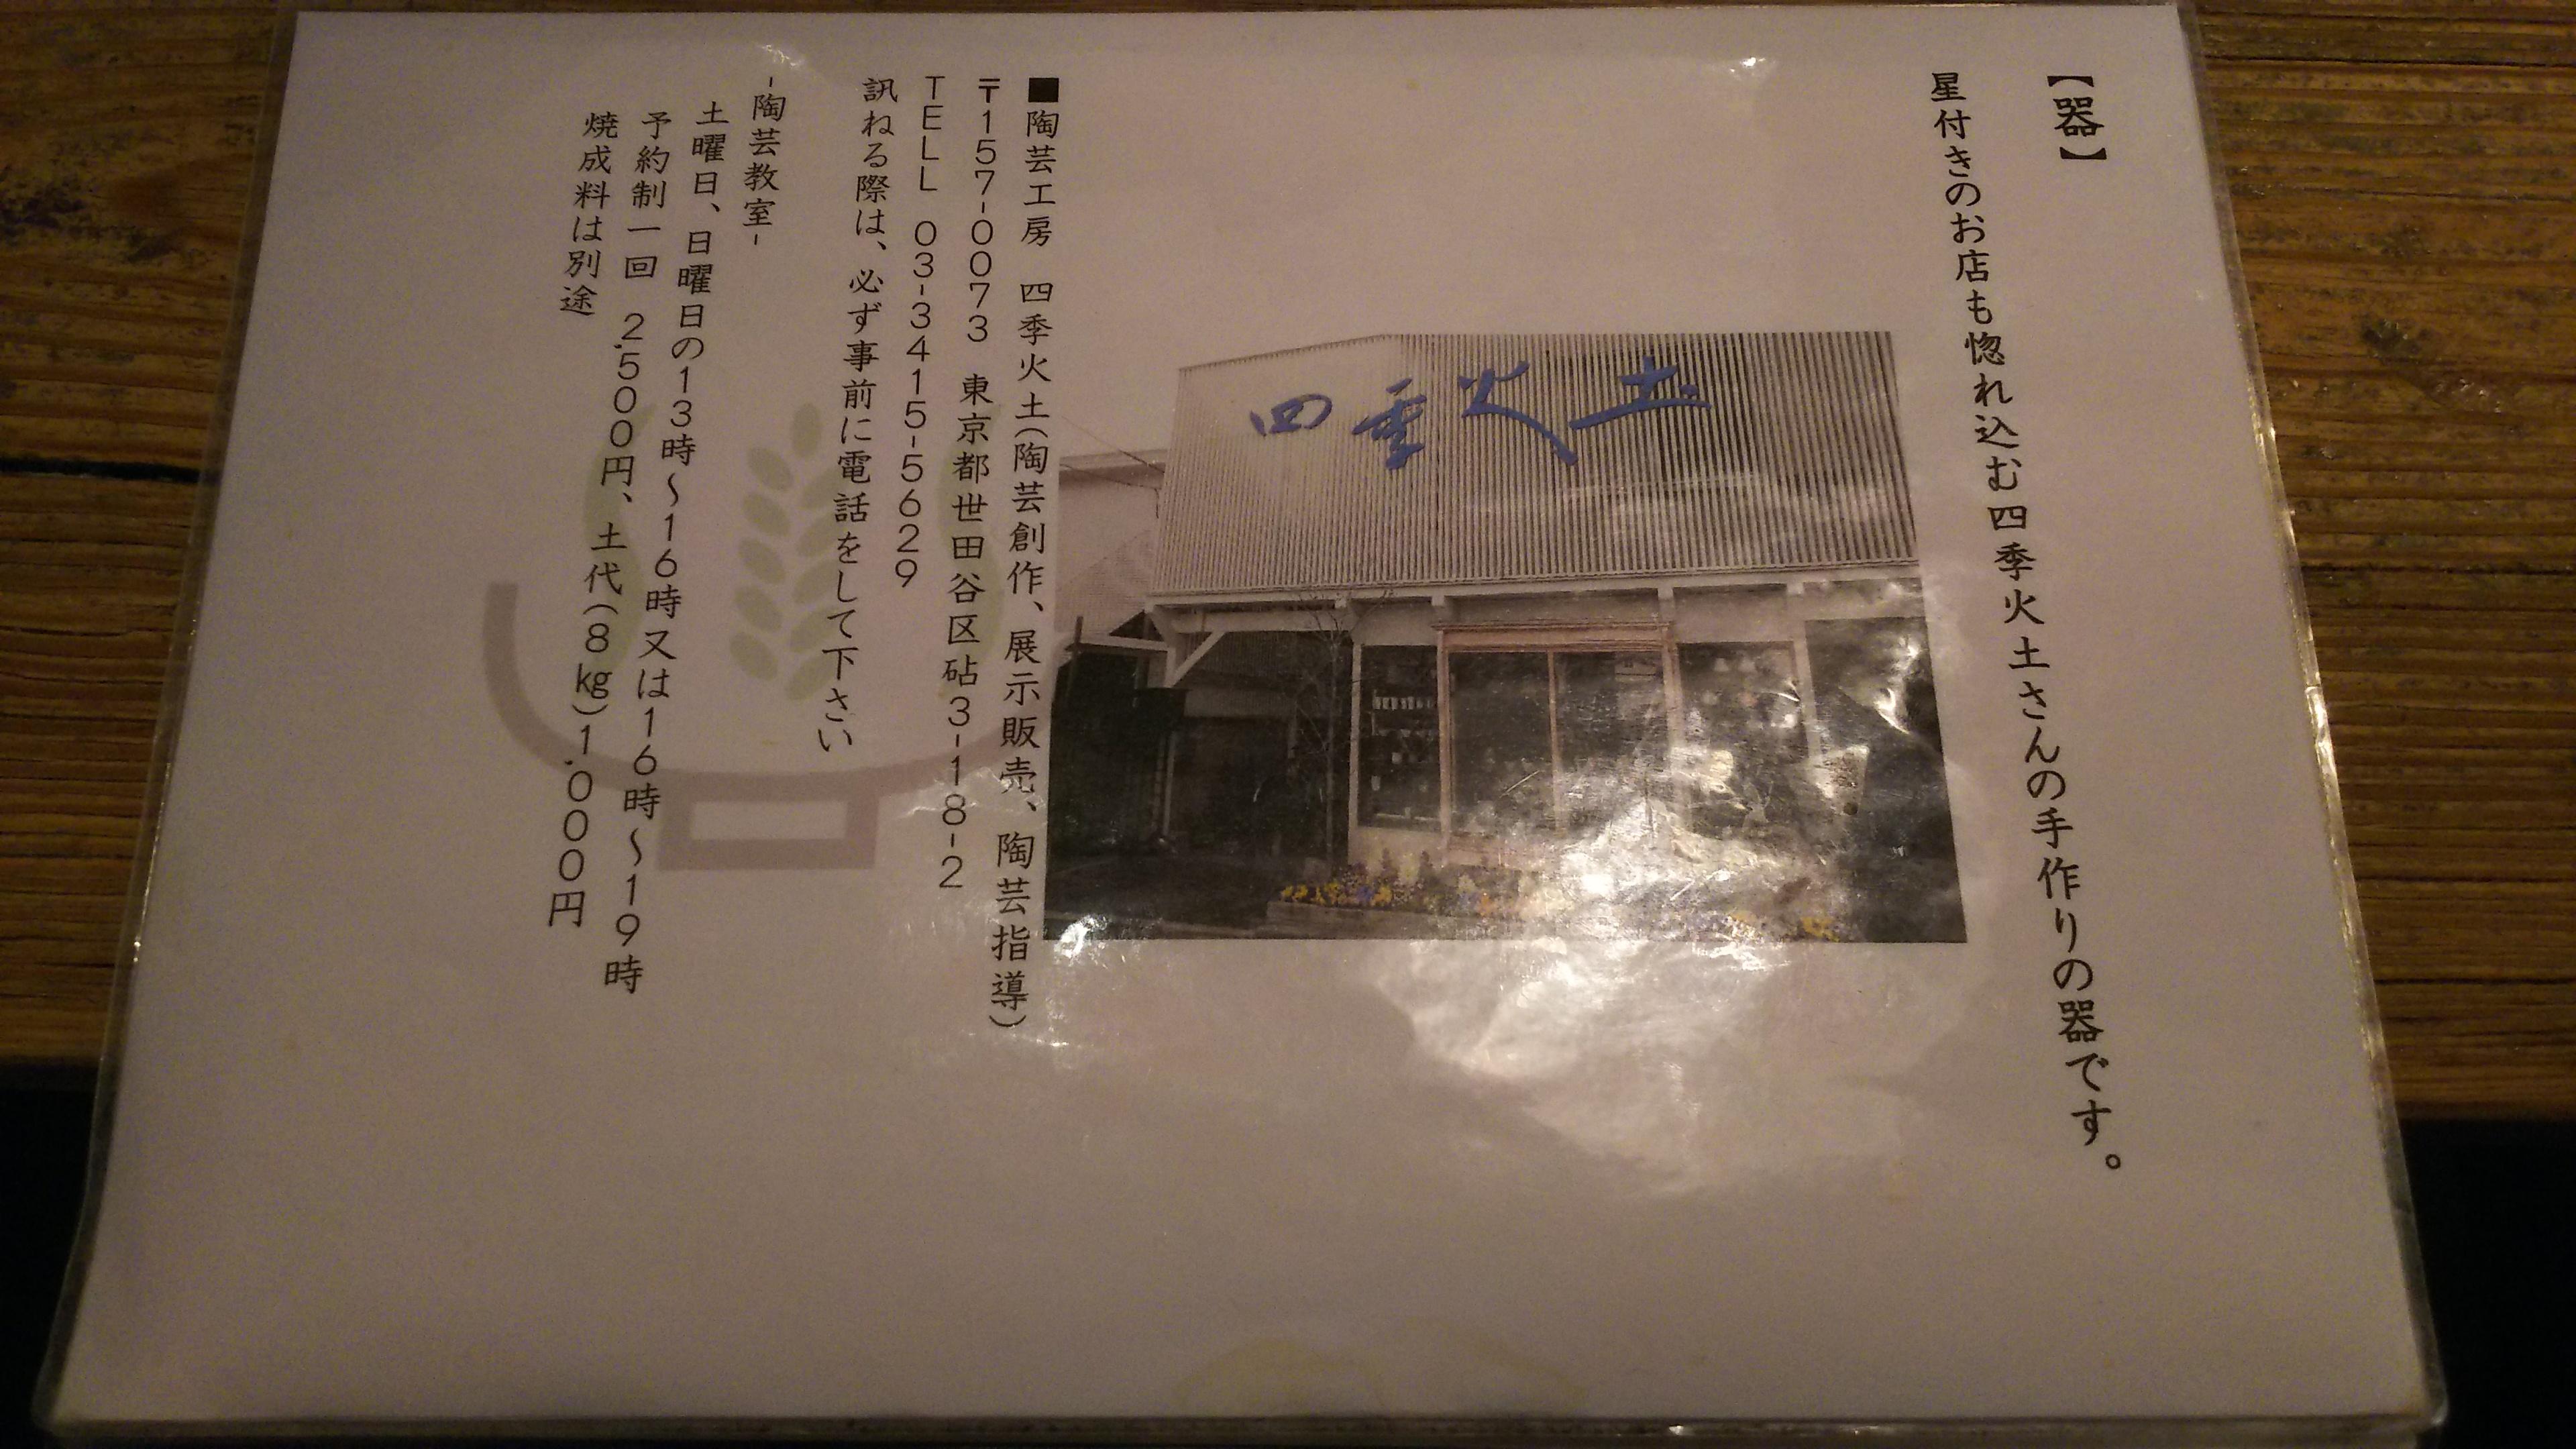 【器】
星付きのお店も惚れ込む四季火土さんの手作りの器です。
四季火土
■陶芸工房　四季火土(陶芸創作、展示販売、陶芸指導)
〒157-0073　東京都世田谷区砧3-18-2
TELL　03-3415-5629
訊ねる際は、必ず事前に電話をして下さい
-陶芸教室-
土曜日、日曜日の13時～16時又は16時～19時
予約制一回　2.500円、土代(8kg)1.000円
焼成料は別途